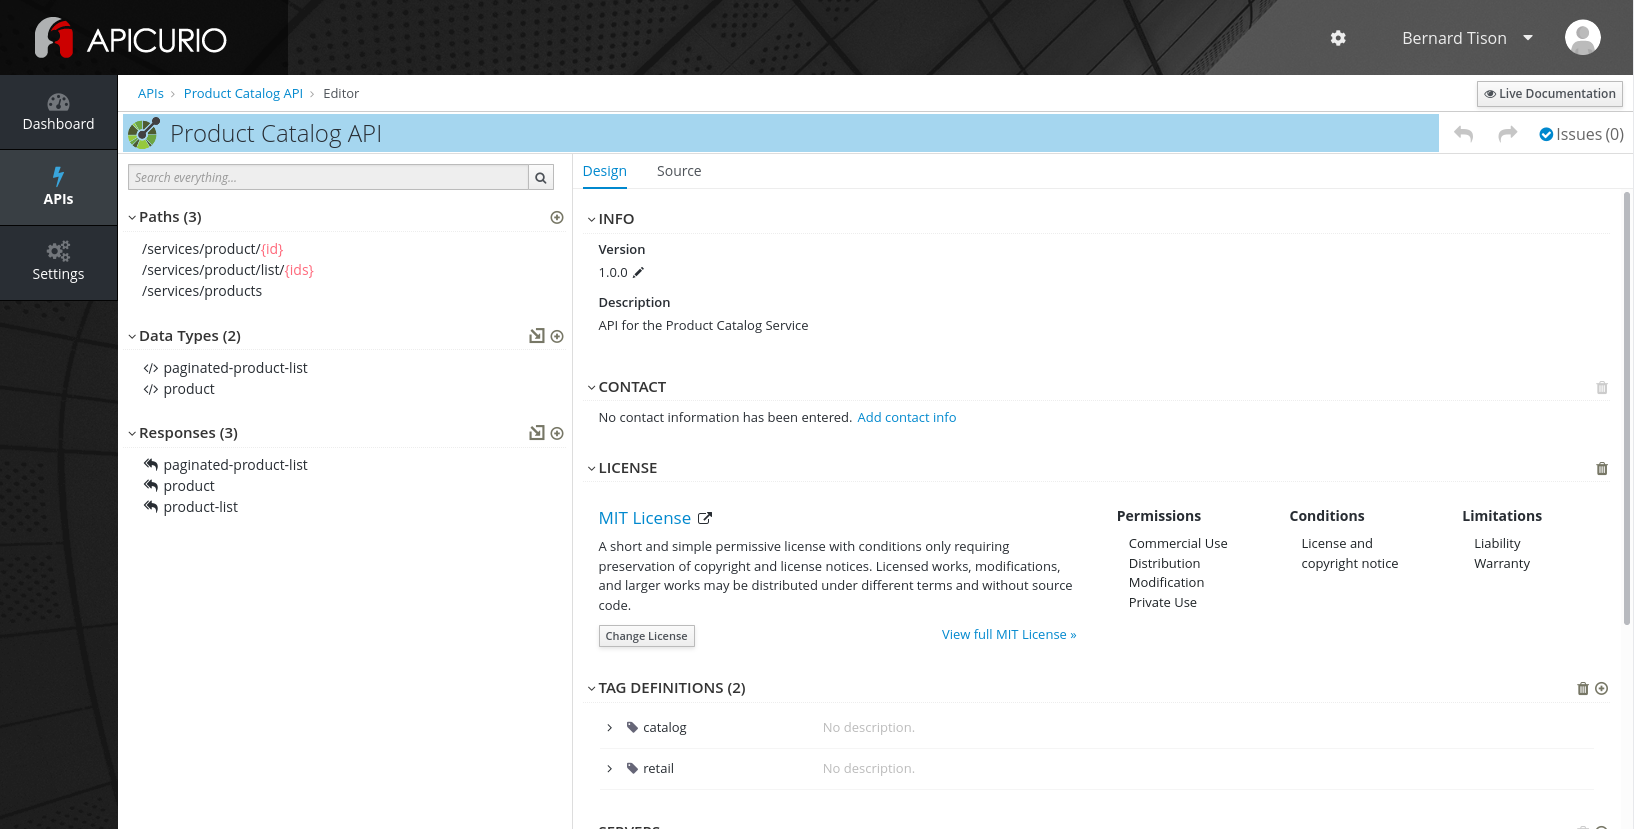 APICURIO
Bernard Tison
Dashboard
APIs
Settings
APIs › Product Catalog API › Editor
Live Documentation
Product Catalog API
Issues (0)
Search everything...
Paths (3)
/services/product/{id}
/services/product/list/{ids}
/services/products
Data Types (2)
paginated-product-list
product
Responses (3)
paginated-product-list
product
product-list
Design Source
INFO
Version
1.0.0
Description
API for the Product Catalog Service
CONTACT
No contact information has been entered. Add contact info
LICENSE
MIT License
A short and simple permissive license with conditions only requiring
preservation of copyright and license notices. Licensed works, modifications,
and larger works may be distributed under different terms and without source
code.
Change License
View full MIT License »
Permissions
Commercial Use
Distribution
Modification
Private Use
Conditions
License and
copyright notice
Limitations
Liability
Warranty
TAG DEFINITIONS (2)
catalog No description.
retail No description.
SERVERS